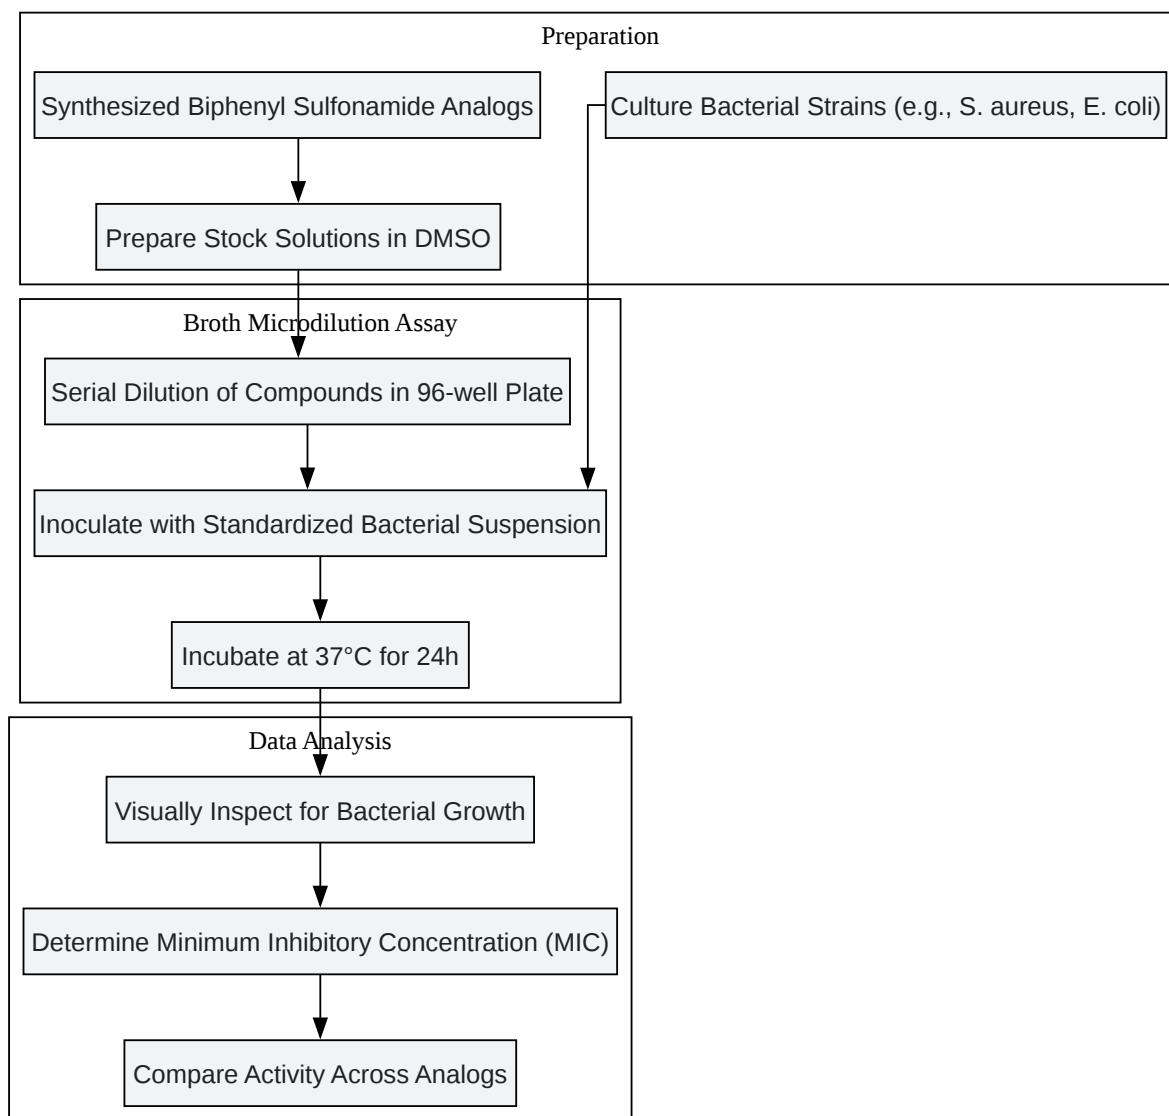 Preparation
Synthesized Biphenyl Sulfonamide Analogs
Culture Bacterial Strains (e.g., S. aureus, E. coli)
Prepare Stock Solutions in DMSO
Broth Microdilution Assay
Serial Dilution of Compounds in 96-well Plate
Inoculate with Standardized Bacterial Suspension
Incubate at 37°C for 24h
Data Analysis
Visually Inspect for Bacterial Growth
Determine Minimum Inhibitory Concentration (MIC)
Compare Activity Across Analogs